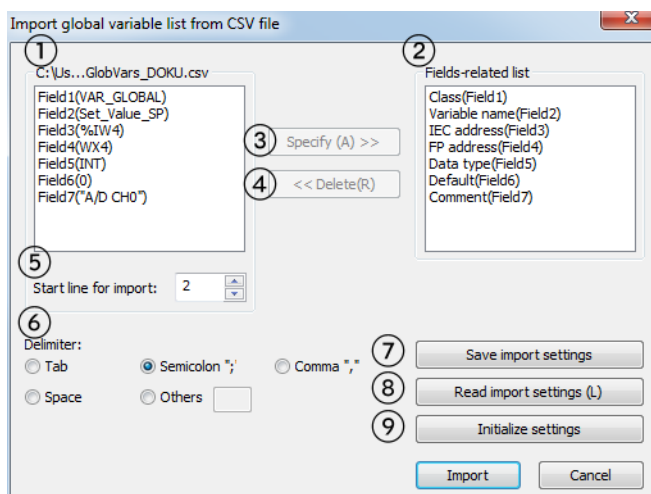 Import global variable list from CSV file
X
1
2
C:\Us...GlobVars_DOKU.csv
Fields-related list
Field1(VAR_GLOBAL)
Field2(Set_Value_SP)
Field3(%IW4)
Field4(WX4)
Field5(INT)
Field6(0)
Field7("A/D CH0")
Class(Field1)
Variable name(Field2)
IEC address(Field3)
FP address(Field4)
Data type(Field5)
Default(Field6)
Comment(Field7)
3 Specify (A) >>
4 << Delete(R)
5
Start line for import: 2
6
Delimiter:
Tab Semicolon ";' Comma ","
Space Others
7 Save import settings
8 Read import settings (L)
9 Initialize settings
Import Cancel